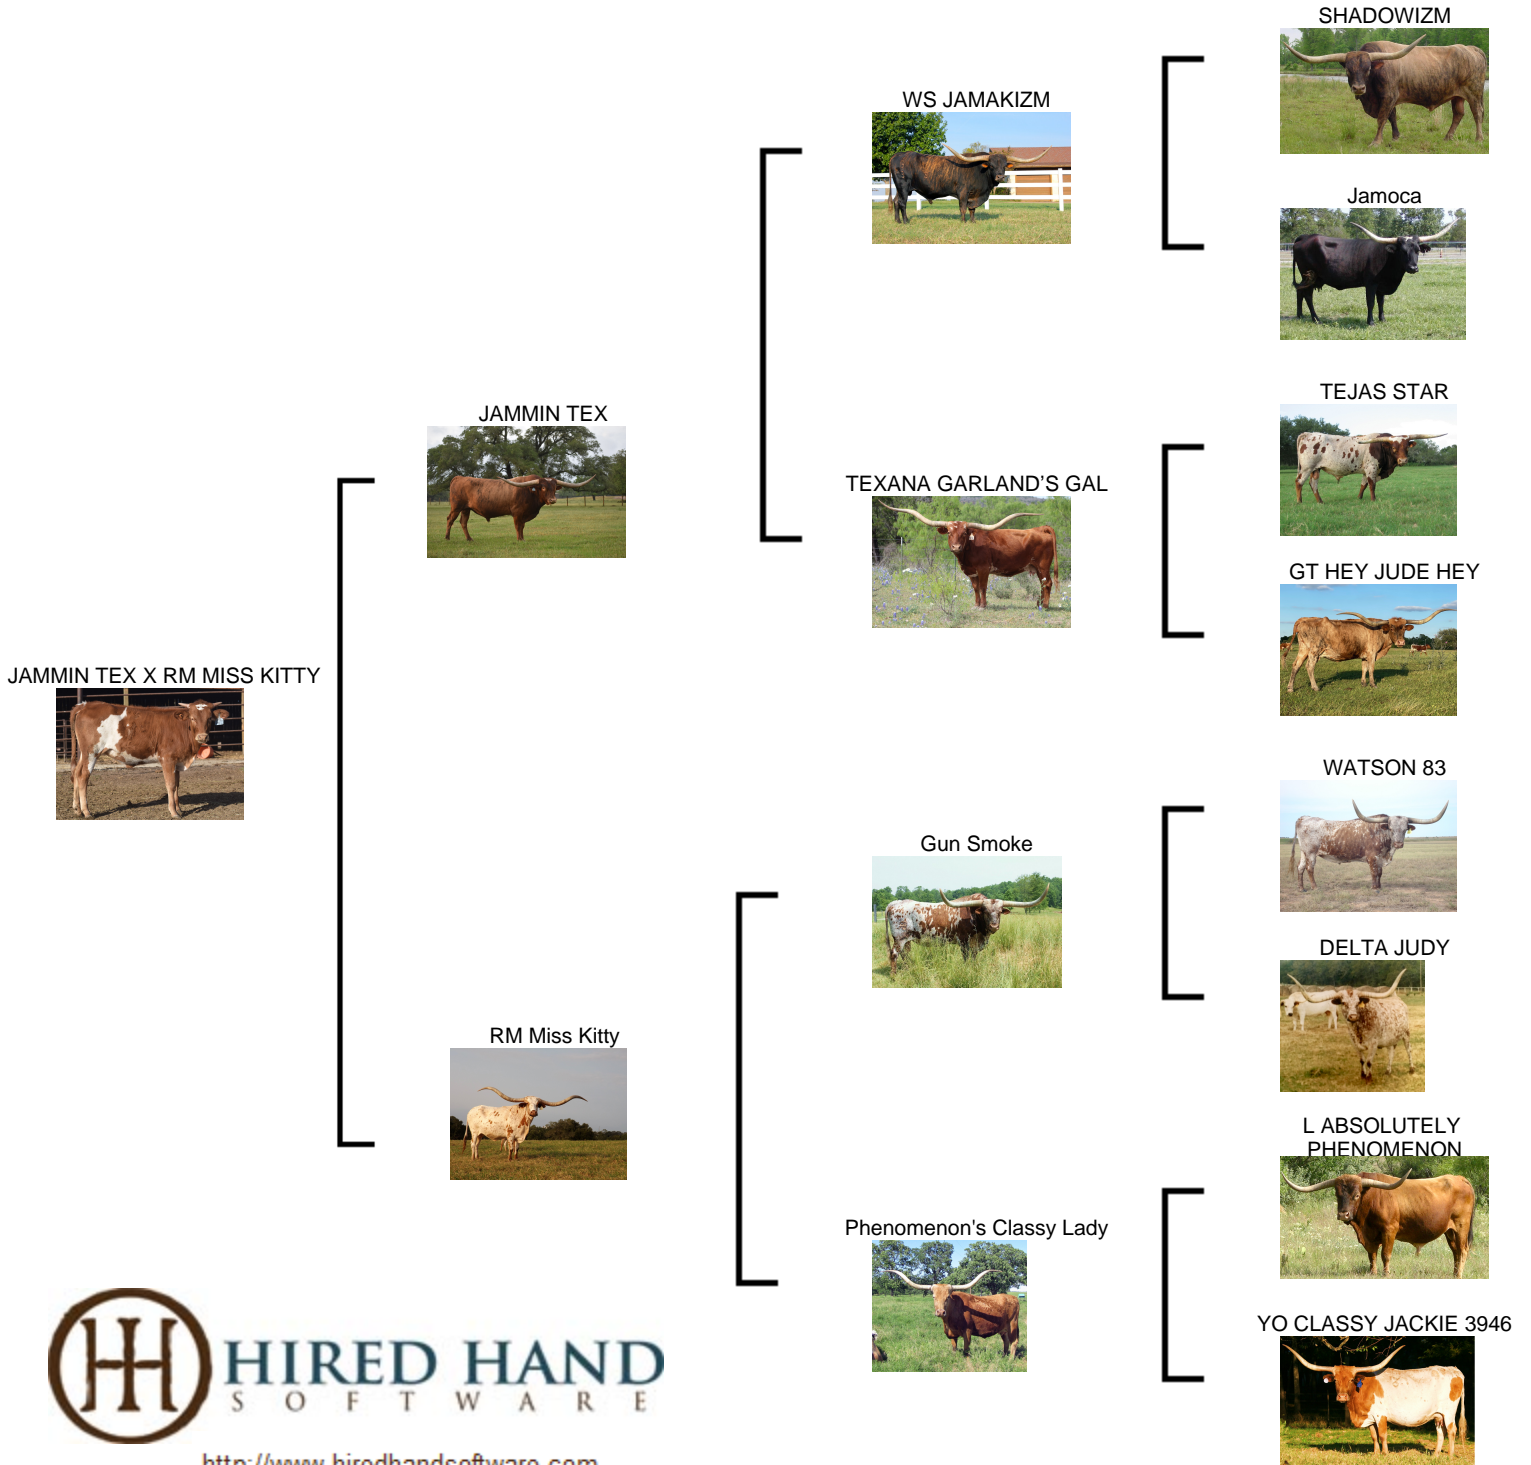 SHADOWIZM
WS JAMAKIZM
Jamoca
TEJAS STAR
JAMMIN TEX
TEXANA GARLAND'S GAL
GT HEY JUDE HEY
JAMMIN TEX X RM MISS KITTY
WATSON 83
Gun Smoke
DELTA JUDY
RM Miss Kitty
L ABSOLUTELY
PHENOMENON
Phenomenon's Classy Lady
YO CLASSY JACKIE 3946
HIRED HAND
SOFTWARE
http://www.hiredhandsoftware.com